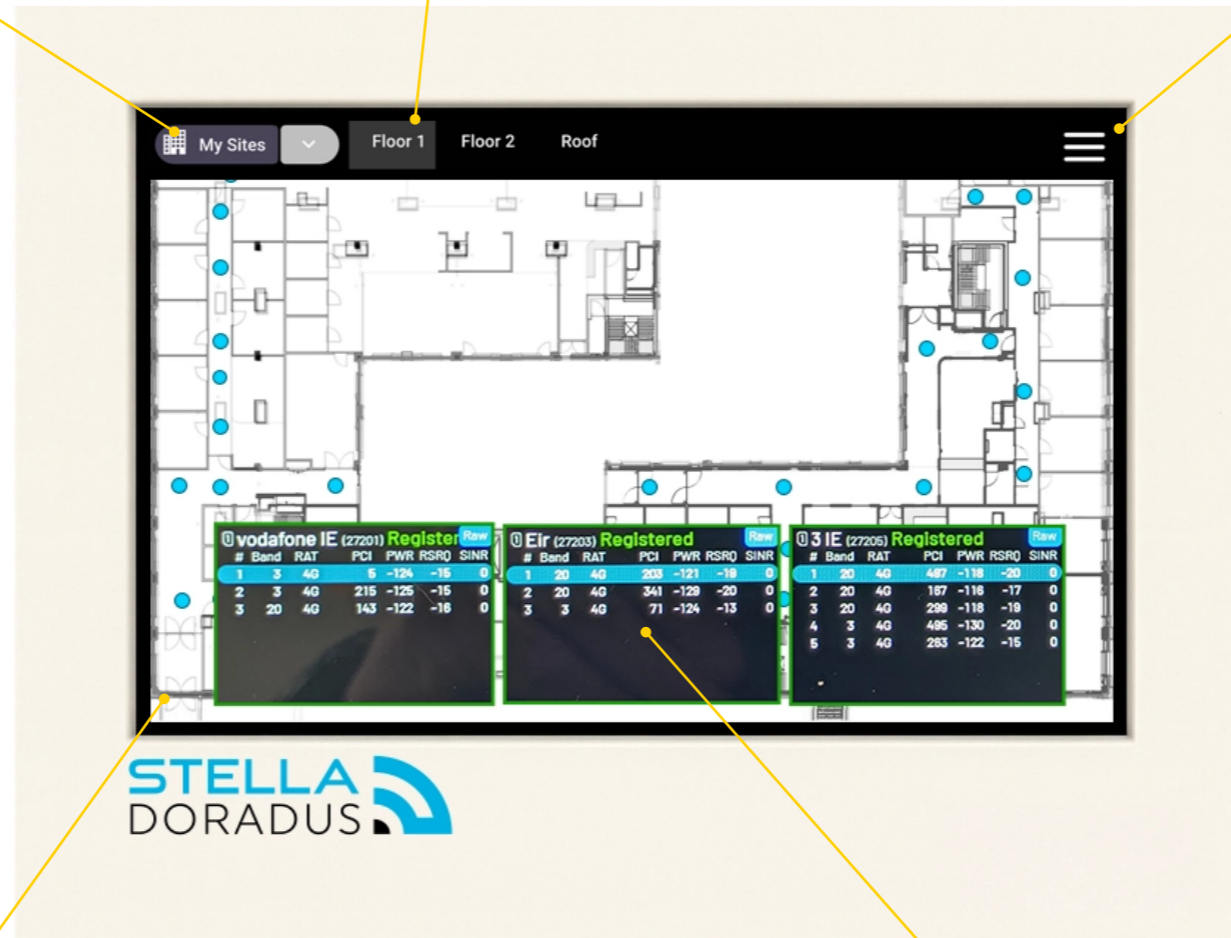 My Sites
Floor 1 Floor 2 Roof
vodafone IE (27201) Register Raw
# Band RAT PCI PWR RSRQ SINR
1 3 4G 5 -124 -15 0
2 3 4G 215 -125 -15 0
3 20 4G 143 -122 -16 0
Eir (27203) Registered Raw
# Band RAT PCI PWR RSRQ SINR
1 20 4G 203 -121 -19 0
2 20 4G 341 -129 -20 0
3 3 4G 71 -124 -13 0
3 IE (27205) Registered Raw
# Band RAT PCI PWR RSRQ SINR
1 20 4G 497 -118 -20 0
2 20 4G 167 -116 -17 0
3 20 4G 299 -118 -19 0
4 3 4G 495 -130 -20 0
5 3 4G 263 -122 -15 0
STELLA
DORADUS